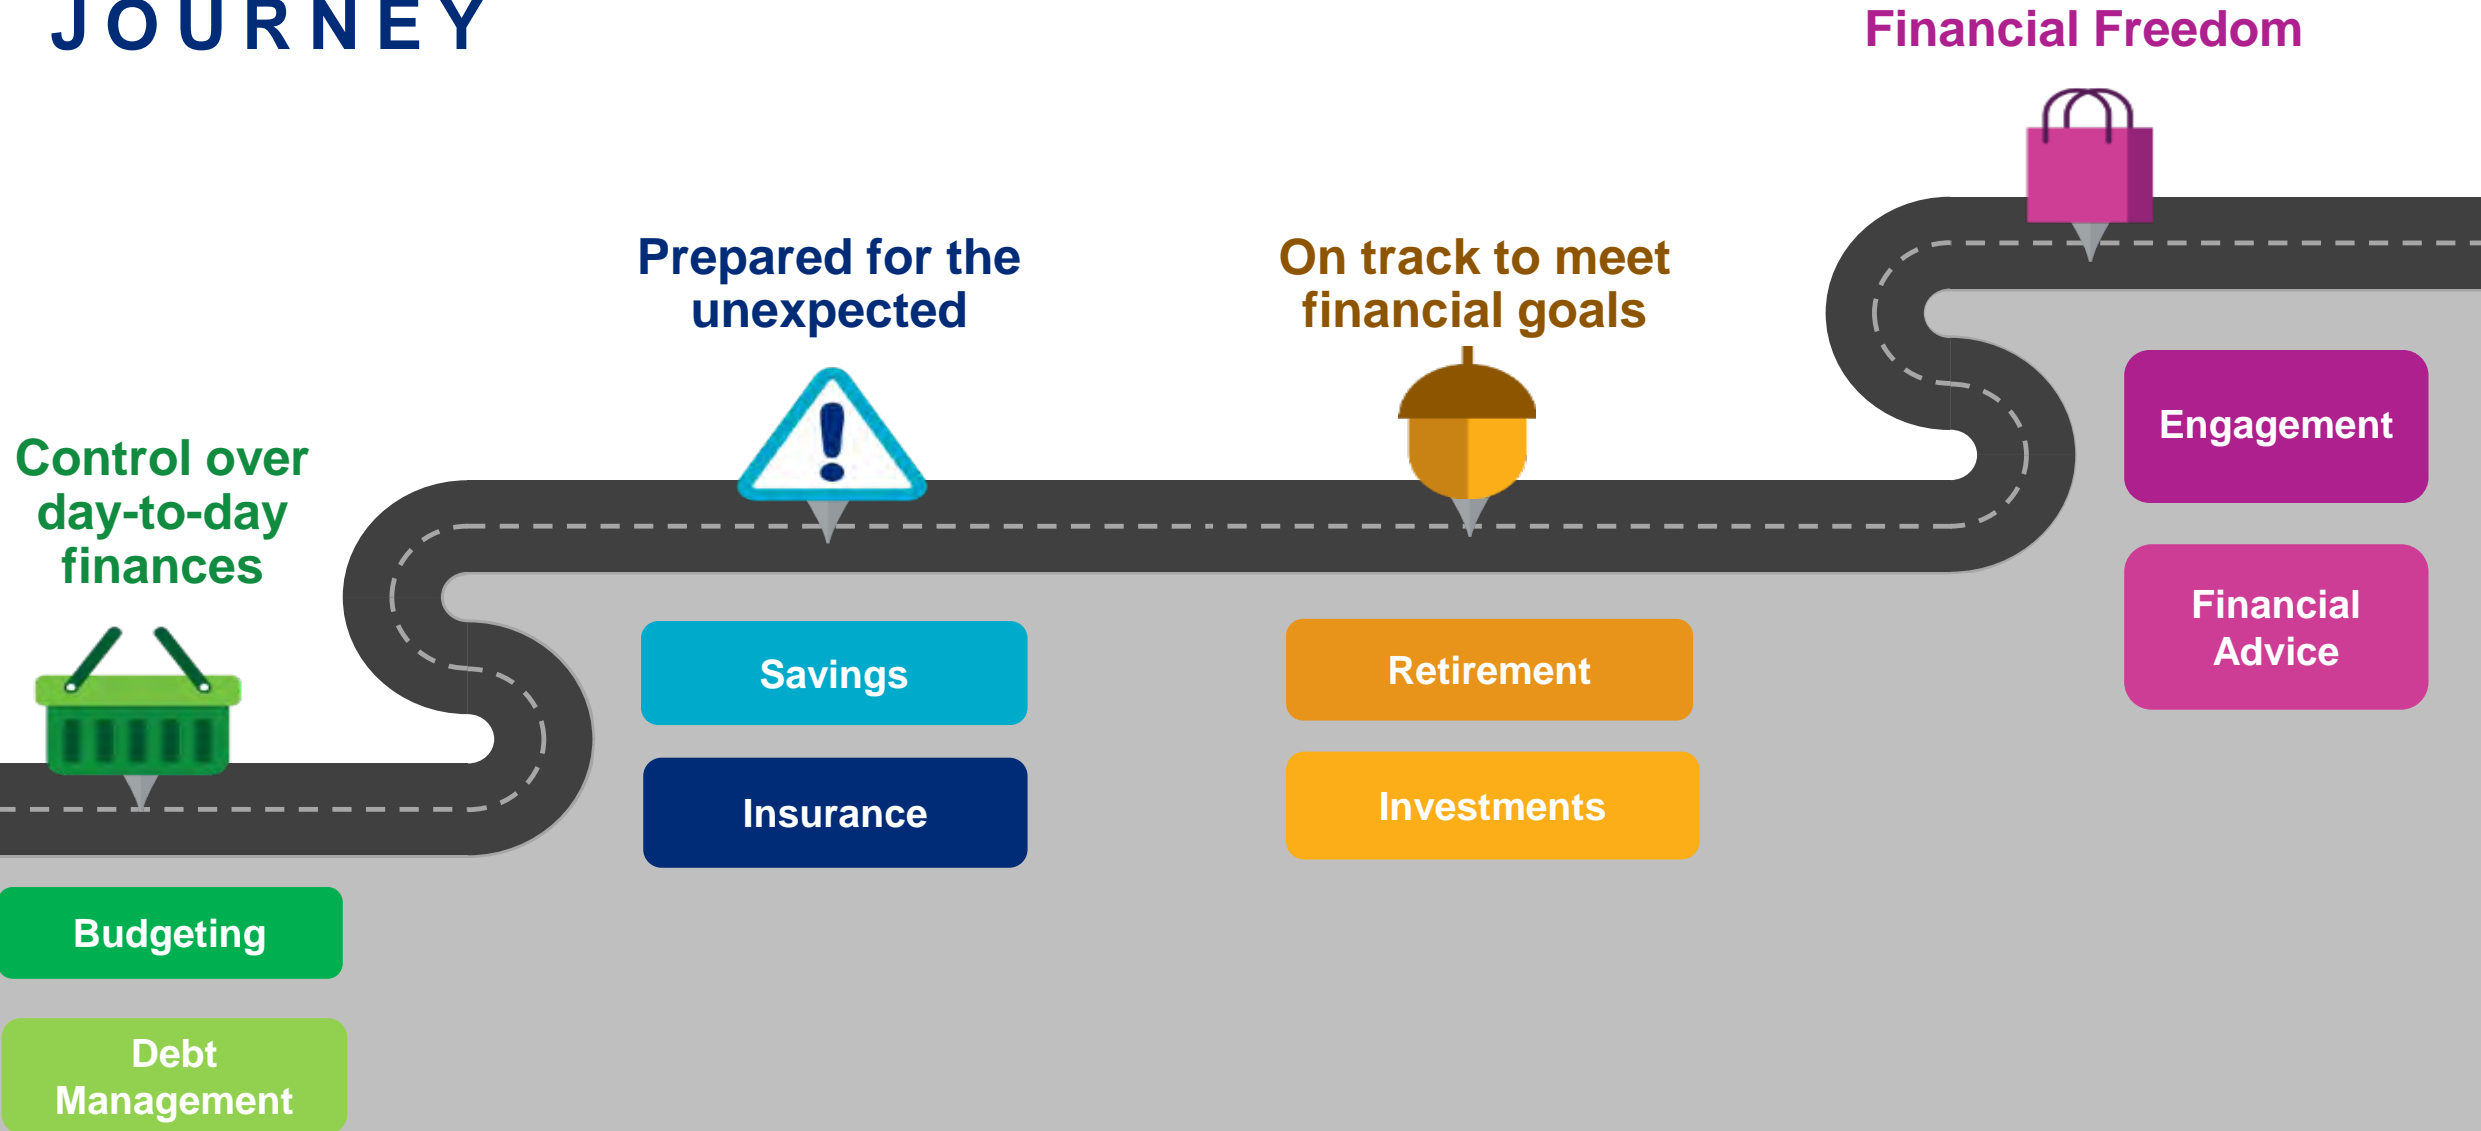 JOURNEY
Financial Freedom
Prepared for the
unexpected
On track to meet
financial goals
Control over
day-to-day
finances
Engagement
Financial
Advice
Savings
Retirement
Insurance
Investments
Budgeting
Debt
Management